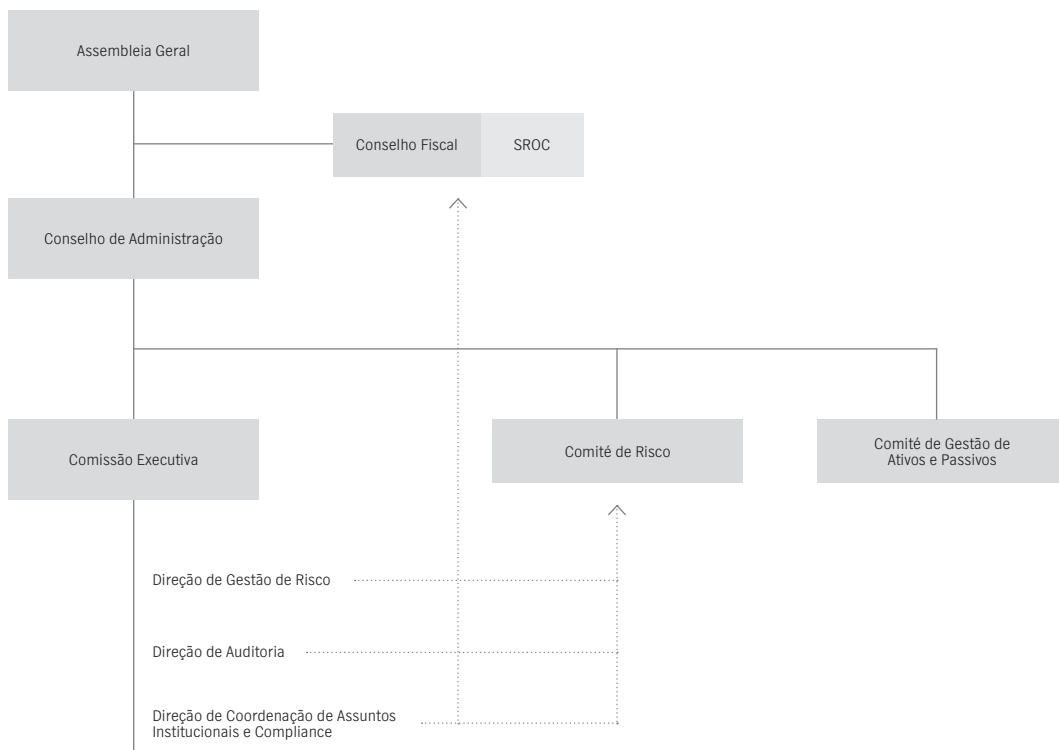 Assembleia Geral
Conselho Fiscal
SROC
Conselho de Administração
Comissão Executiva
Comité de Risco
Comité de Gestão de
Ativos e Passivos
Direção de Gestão de Risco
Direção de Auditoria
Direção de Coordenação de Assuntos
Institucionais e Compliance